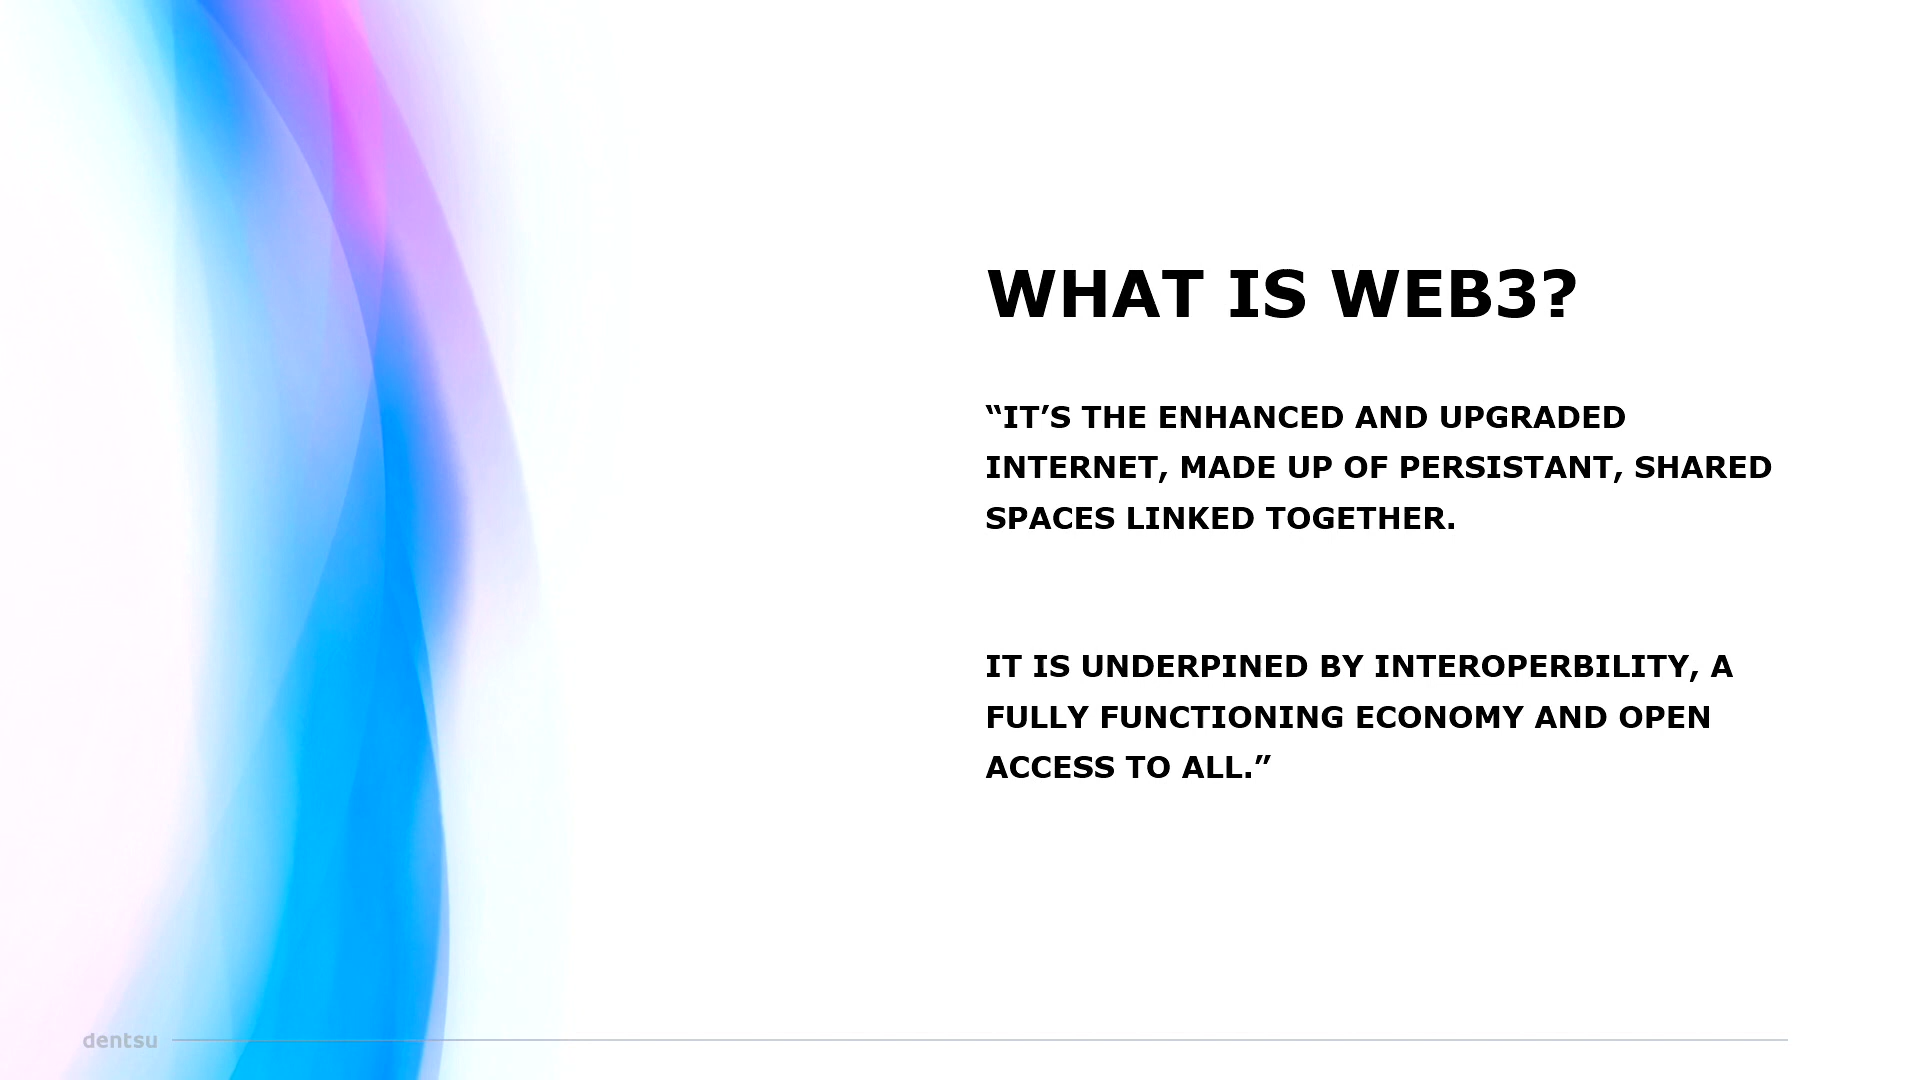 WHAT IS WEB3?
“IT’S THE ENHANCED AND UPGRADED
INTERNET, MADE UP OF PERSISTANT, SHARED
SPACES LINKED TOGETHER.
IT IS UNDERPINED BY INTEROPERBILITY, A
FULLY FUNCTIONING ECONOMY AND OPEN
ACCESS TO ALL.”
dentsu